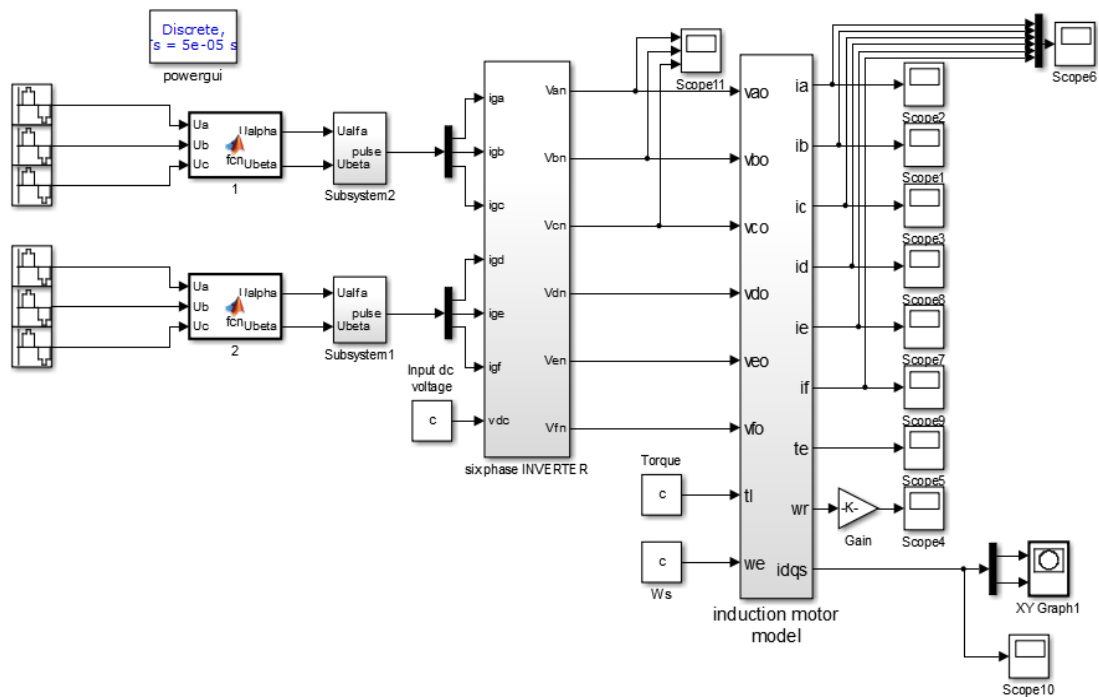 Discrete,
s = 5e-05 s
powergui
Ua
Ub
Uc
Ualpha
fcn
Ubeta
1
Ualfa
pulse
Ubeta
Subsystem2
iga
igb
igc
igd
ige
igf
vdc
Van
Vbn
Vcn
Vdn
Ven
Vfn
sixphase INVERTER
Ua
Ub
Uc
Ualpha
fcn
Ubeta
2
Ualfa
pulse
Ubeta
Subsystem1
Input dc
voltage
c
Scope11
vao
vbo
vco
vdo
veo
vfo
tl
we
ia
ib
ic
id
ie
if
te
wr
idqs
induction motor
model
Torque
c
c
Ws
Scope6
Scope2
Scope1
Scope3
Scope8
Scope7
Scope9
Scope5
-K-
Gain
Scope4
XY Graph1
Scope10